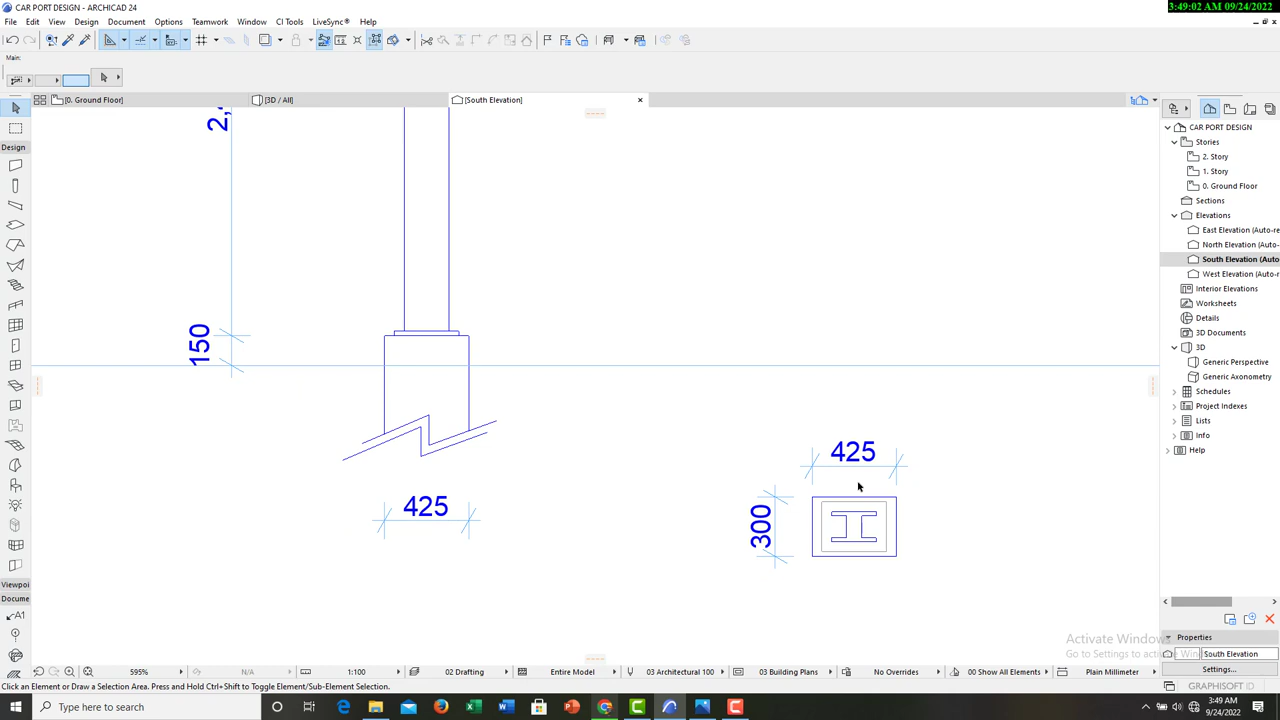 CAR PORT DESIGN - ARCHICAD 24
3:49:02 AM 09/24/2022
File Edit View Design Document Options Teamwork Window CI Tools LiveSync® Help
Main:
[0. Ground Floor]
[3D / All]
[South Elevation]
Design
Viewpoi
Docume
2,
150
425
425
300
CAR PORT DESIGN
Stories
2. Story
1. Story
0. Ground Floor
Sections
Elevations
East Elevation (Auto-re
North Elevation (Auto-
South Elevation (Auto
West Elevation (Auto-r
Interior Elevations
Worksheets
Details
3D Documents
3D
Generic Perspective
Generic Axonometry
Schedules
Project Indexes
Lists
Info
Help
Properties
South Elevation
Settings...
Activate Windows
Go to Settings to activate Win
595%
N/A
1:100
02 Drafting
Entire Model
03 Architectural 100
03 Building Plans
No Overrides
00 Show All Elements
Plain Millimeter
Click an Element or Draw a Selection Area. Press and Hold Ctrl+Shift to Toggle Element/Sub-Element Selection.
GRAPHISOFT
Type here to search
3:49 AM
9/24/2022